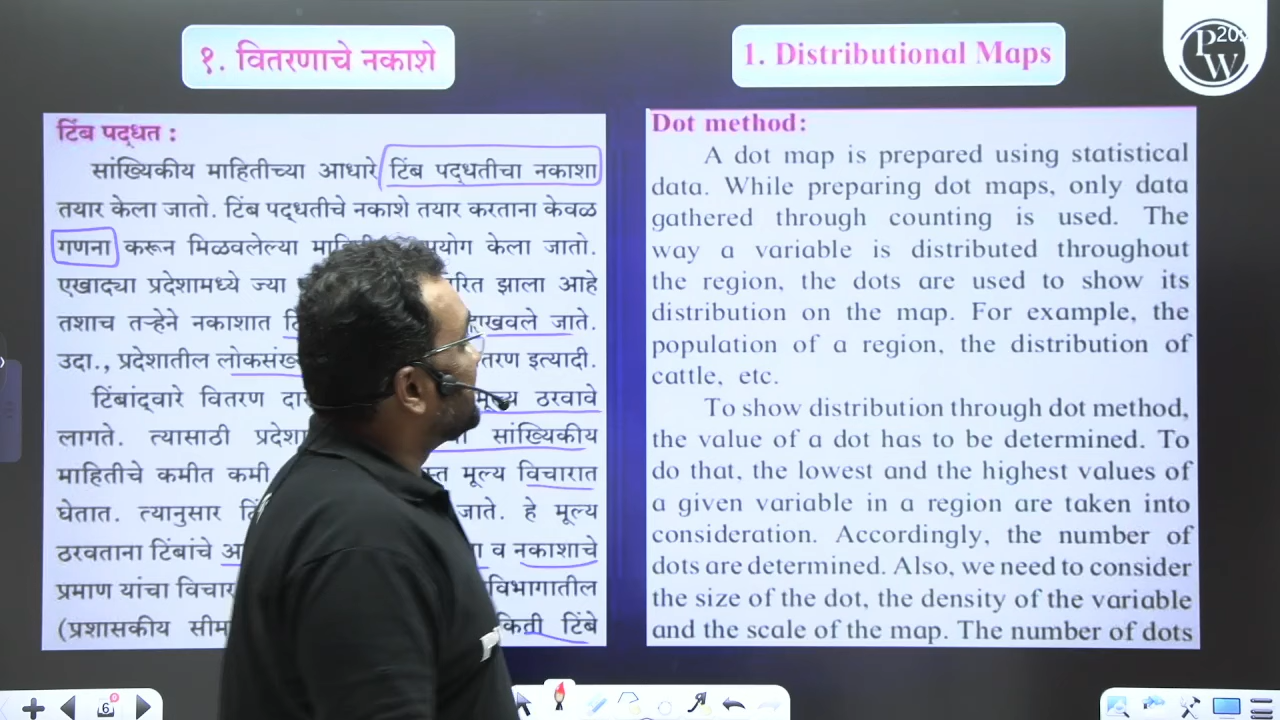 १. वितरणाचे नकाशे
टिंब पद्धत :
सांख्यिकीय माहितीच्या आधारे टिंब पद्धतीचा नकाशा
तयार केला जातो. टिंब पद्धतीचे नकाशे तयार करताना केवळ
गणना करून मिळवलेल्या केला जातो.
एखाद्या प्रदेशामध्ये ज्या झाला आहे
तशाच तऱ्हेने नकाशात जाते.
उदा., प्रदेशातील इत्यादी.
टिंबांद्वारे वितरण ठरवावे
लागते. त्यासाठी सांख्यिकीय
माहितीचे कमीत कमी मूल्य विचारात
घेतात. त्यानुसार जाते. हे मूल्य
ठरवताना टिंबांचे व नकाशाचे
प्रमाण यांचा विभागातील
(प्रशासकीय किती टिंबे
1. Distributional Maps
Dot method:
A dot map is prepared using statistical
data. While preparing dot maps, only data
gathered through counting is used. The
way a variable is distributed throughout
the region, the dots are used to show its
distribution on the map. For example, the
population of a region, the distribution of
cattle, etc.
To show distribution through dot method,
the value of a dot has to be determined. To
do that, the lowest and the highest values of
a given variable in a region are taken into
consideration. Accordingly, the number of
dots are determined. Also, we need to consider
the size of the dot, the density of the variable
and the scale of the map. The number of dots
PW
6